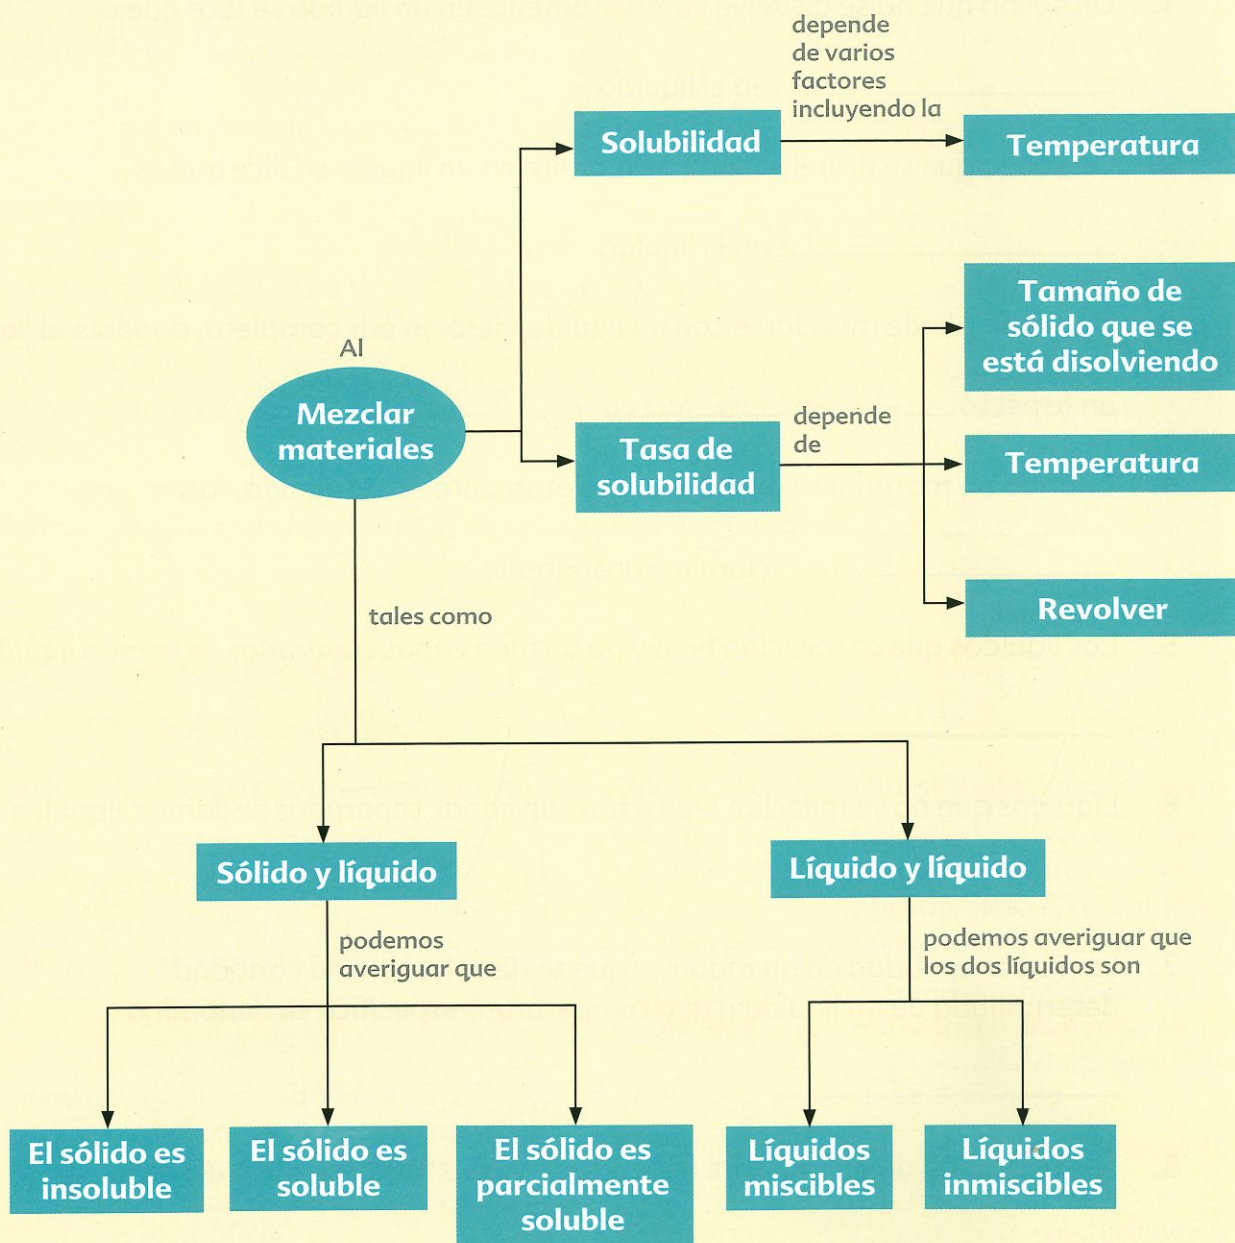 depende
de varios
factores
incluyendo la
Solubilidad
Temperatura
Tamaño de
sólido que se
está disolviendo
Al
Mezclar
materiales
depende
de
Tasa de
solubilidad
Temperatura
Revolver
tales como
Sólido y líquido
Líquido y líquido
podemos
averiguar que
podemos averiguar que
los dos líquidos son
El sólido es
insoluble
El sólido es
soluble
El sólido es
parcialmente
soluble
Líquidos
miscibles
Líquidos
inmiscibles